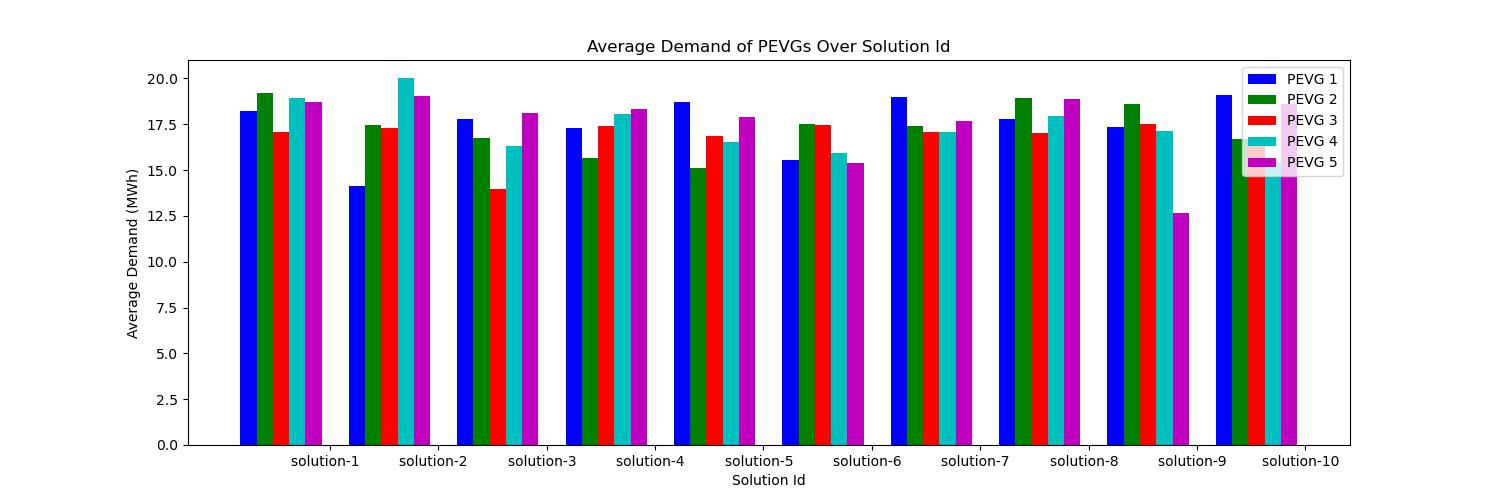 Average Demand of PEVGs Over Solution Id
Average Demand (MWh)
20.0
17.5
15.0
12.5
10.0
7.5
5.0
2.5
0.0
PEVG 1
PEVG 2
PEVG 3
PEVG 4
PEVG 5
solution-1 solution-2 solution-3 solution-4 solution-5 solution-6 solution-7 solution-8 solution-9 solution-10
Solution Id